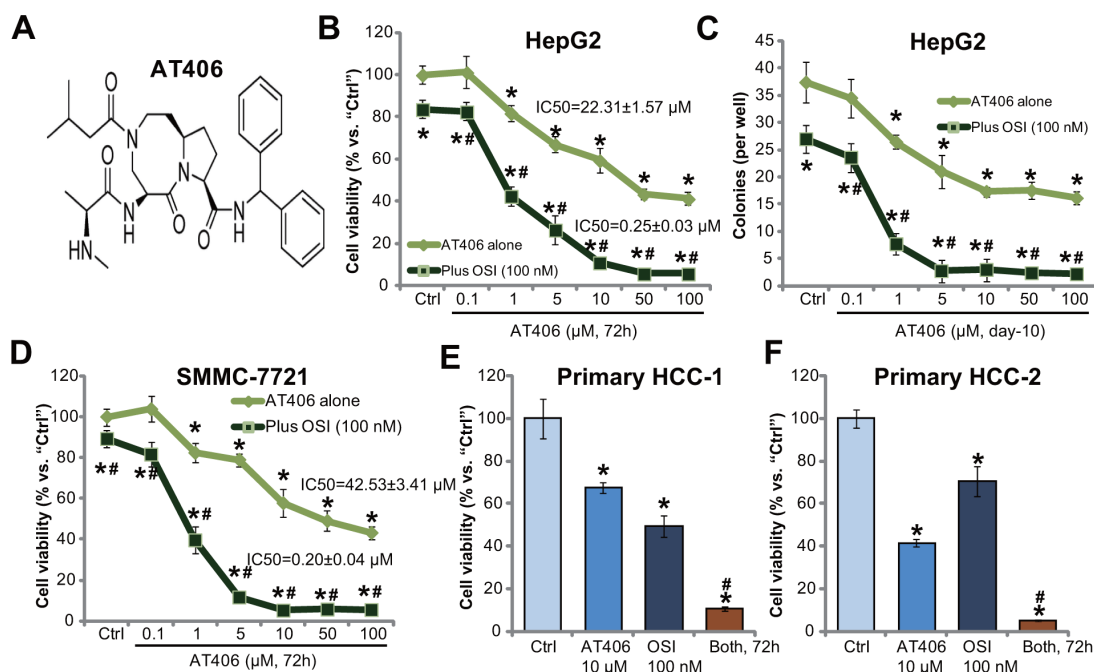 A
AT406
O
N
N
O
N
H
O
O
HN
HN
O
B
HepG2
Cell viability (% vs. “Ctrl”)
120
100
80
60
40
20
0
*
*
*
*
*
*
*#
*#
*#
*#
*#
*#
IC50=22.31±1.57 µM
IC50=0.25±0.03 µM
AT406 alone
Plus OSI (100 nM)
Ctrl 0.1 1 5 10 50 100
AT406 (µM, 72h)
C
HepG2
Colonies (per well)
40
35
30
25
20
15
10
5
0
AT406 alone
Plus OSI (100 nM)
*
*
*
*
*
*
*#
*#
*#
*#
*#
*#
Ctrl 0.1 1 5 10 50 100
AT406 (µM, day-10)
D
SMMC-7721
Cell viability (% vs. “Ctrl”)
120
100
80
60
40
20
0
AT406 alone
Plus OSI (100 nM)
*
*
*
*
*
*#
*#
*#
*#
*#
*#
*#
IC50=42.53±3.41 µM
IC50=0.20±0.04 µM
Ctrl 0.1 1 5 10 50 100
AT406 (µM, 72h)
E
Primary HCC-1
Cell viability (% vs. “Ctrl”)
120
100
80
60
40
20
0
*
*
#
*
Ctrl AT406 OSI Both, 72h
10 µM 100 nM
F
Primary HCC-2
Cell viability (% vs. “Ctrl”)
120
100
80
60
40
20
0
*
*
#
*
Ctrl AT406 OSI Both, 72h
10 µM 100 nM